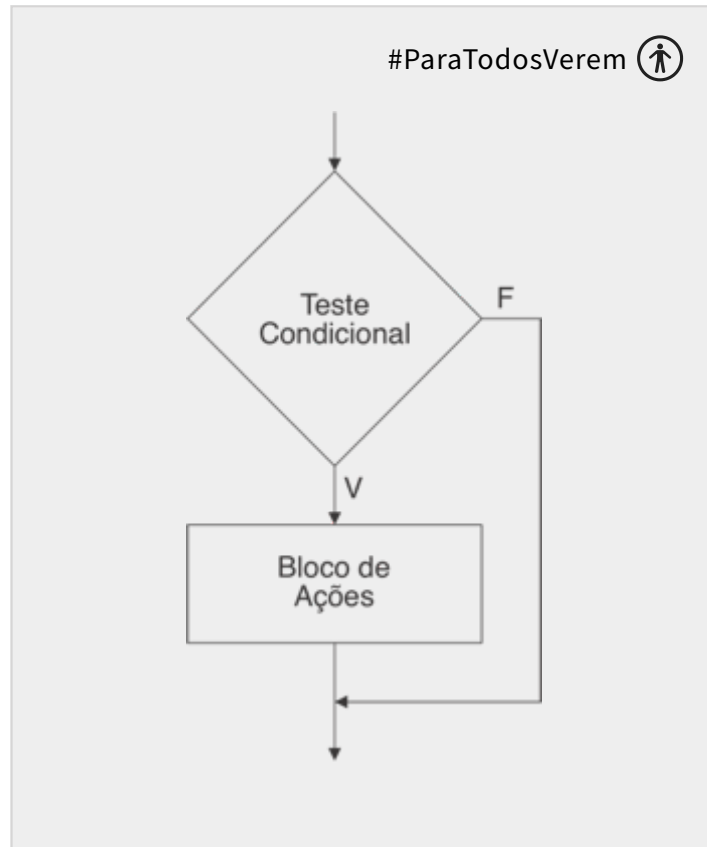 #ParaTodosVerem
Teste
Condicional
F
V
Bloco de
Ações